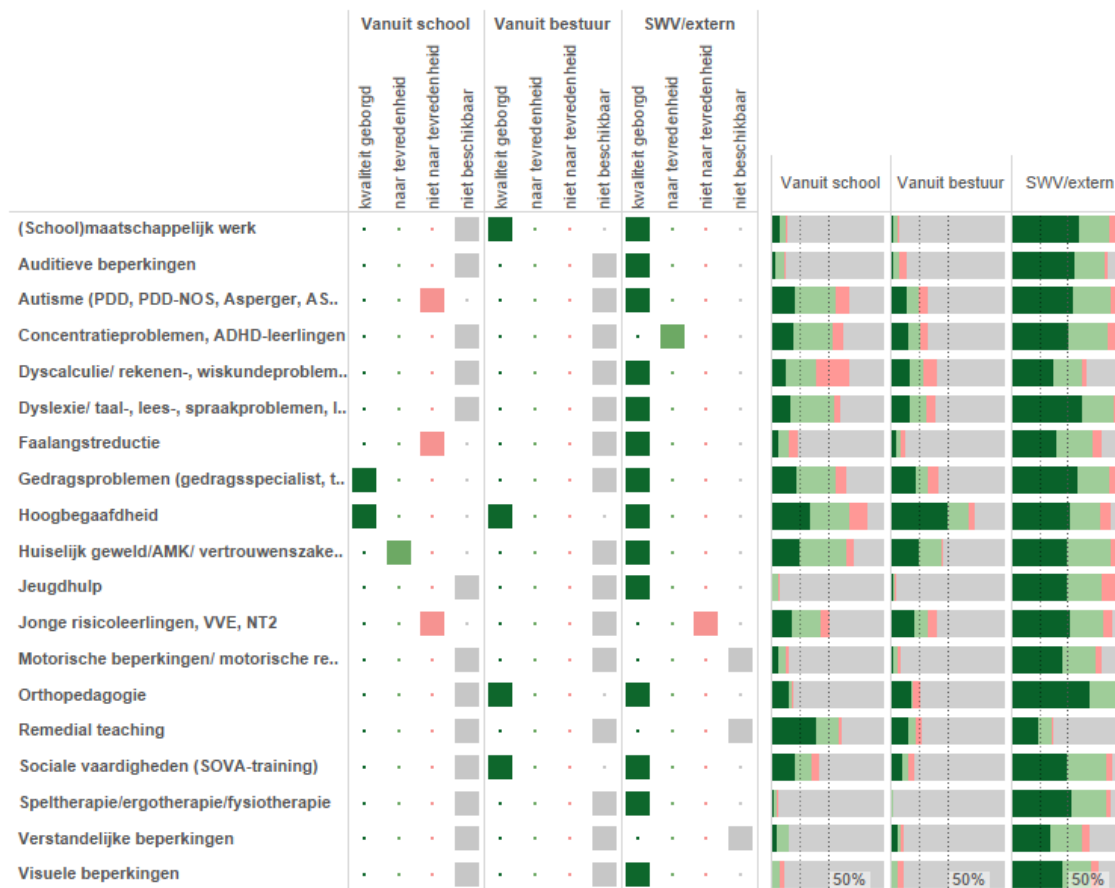 Vanuit school Vanuit bestuur SWV/extern
kwaliteit geborgd
naar tevredenheid
niet naar tevredenheid
niet beschikbaar
kwaliteit geborgd
naar tevredenheid
niet naar tevredenheid
niet beschikbaar
kwaliteit geborgd
naar tevredenheid
niet naar tevredenheid
niet beschikbaar
Vanuit school Vanuit bestuur SWV/extern
(School)maatschappelijk werk
Auditieve beperkingen
Autisme (PDD, PDD-NOS, Asperger, AS..
Concentratieproblemen, ADHD-leerlingen
Dyscalculie/ rekenen-, wiskundeproblem..
Dyslexie/ taal-, lees-, spraakproblemen, l..
Faalangstreductie
Gedragsproblemen (gedragsspecialist, t..
Hoogbegaafdheid
Huiselijk geweld/AMK/ vertrouwenszake..
Jeugdhulp
Jonge risicoleerlingen, VVE, NT2
Motorische beperkingen/ motorische re..
Orthopedagogie
Remedial teaching
Sociale vaardigheden (SOVA-training)
Speltherapie/ergotherapie/fysiotherapie
Verstandelijke beperkingen
Visuele beperkingen
50% 50% 50%